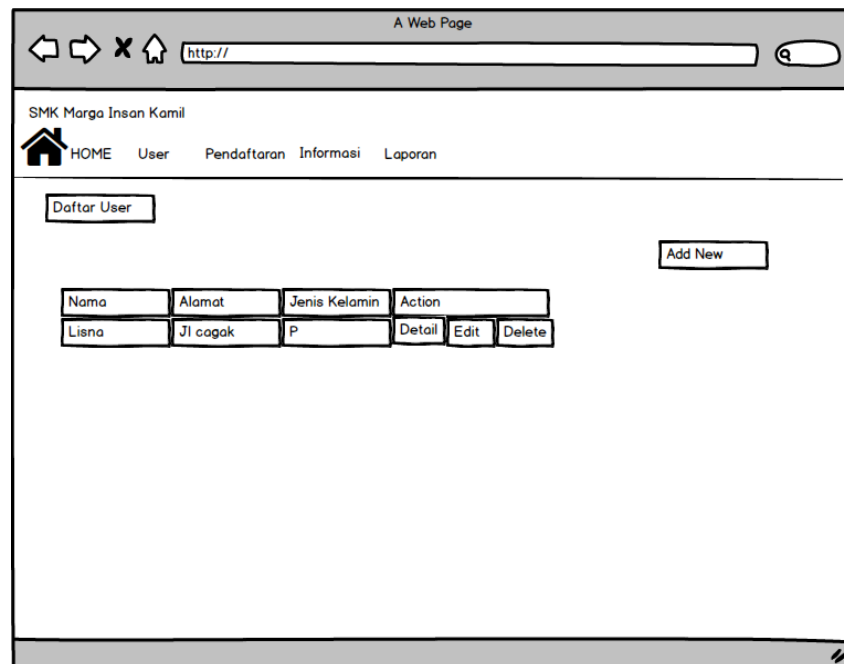 A Web Page
http://
SMK Marga Insan Kamil
HOME User Pendaftaran Informasi Laporan
Daftar User
Add New
Nama Alamat Jenis Kelamin Action
Lisna Jl cagak P Detail Edit Delete